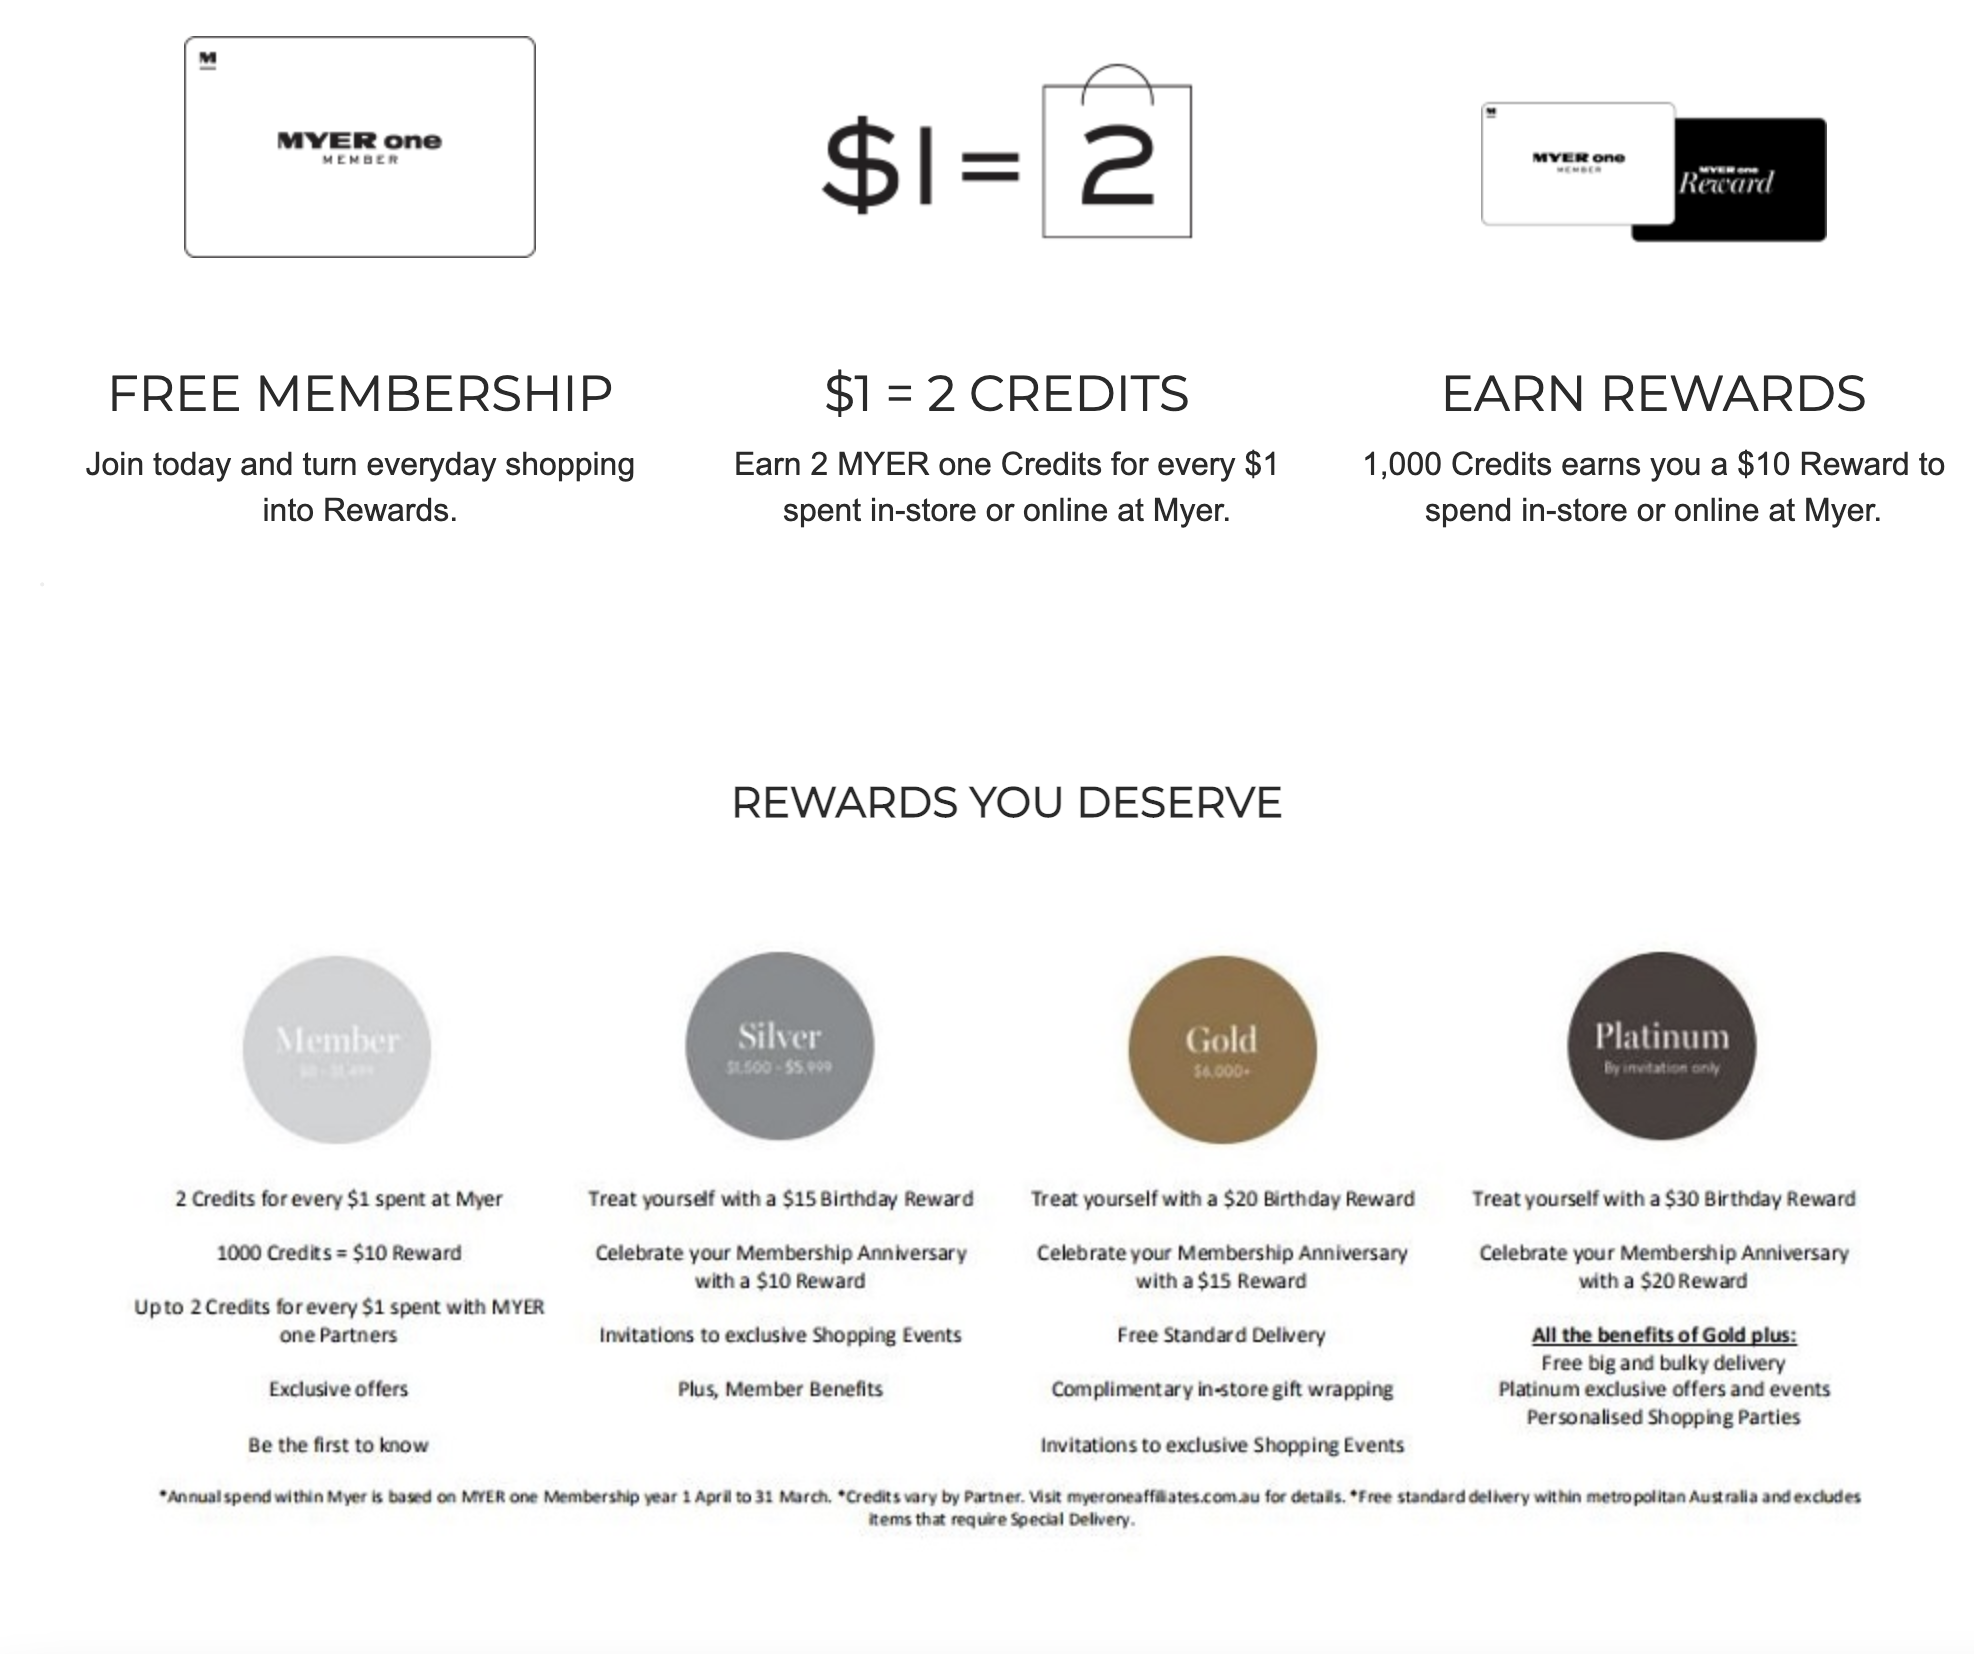 M
MYER one
MEMBER
$1 = 2
M
MYER one
MEMBER
MYER one
Reward
FREE MEMBERSHIP
Join today and turn everyday shopping
into Rewards.
$1 = 2 CREDITS
Earn 2 MYER one Credits for every $1
spent in-store or online at Myer.
EARN REWARDS
1,000 Credits earns you a $10 Reward to
spend in-store or online at Myer.
REWARDS YOU DESERVE
Member
$0 - $1,499
2 Credits for every $1 spent at Myer
1000 Credits = $10 Reward
Up to 2 Credits for every $1 spent with MYER
one Partners
Exclusive offers
Be the first to know
Silver
$1,500 - $5,999
Treat yourself with a $15 Birthday Reward
Celebrate your Membership Anniversary
with a $10 Reward
Invitations to exclusive Shopping Events
Plus, Member Benefits
Gold
$6,000+
Treat yourself with a $20 Birthday Reward
Celebrate your Membership Anniversary
with a $15 Reward
Free Standard Delivery
Complimentary in-store gift wrapping
Invitations to exclusive Shopping Events
Platinum
By invitation only
Treat yourself with a $30 Birthday Reward
Celebrate your Membership Anniversary
with a $20 Reward
All the benefits of Gold plus:
Free big and bulky delivery
Platinum exclusive offers and events
Personalised Shopping Parties
*Annual spend within Myer is based on MYER one Membership year 1 April to 31 March. *Credits vary by Partner. Visit myeroneaffiliates.com.au for details. *Free standard delivery within metropolitan Australia and excludes
items that require Special Delivery.